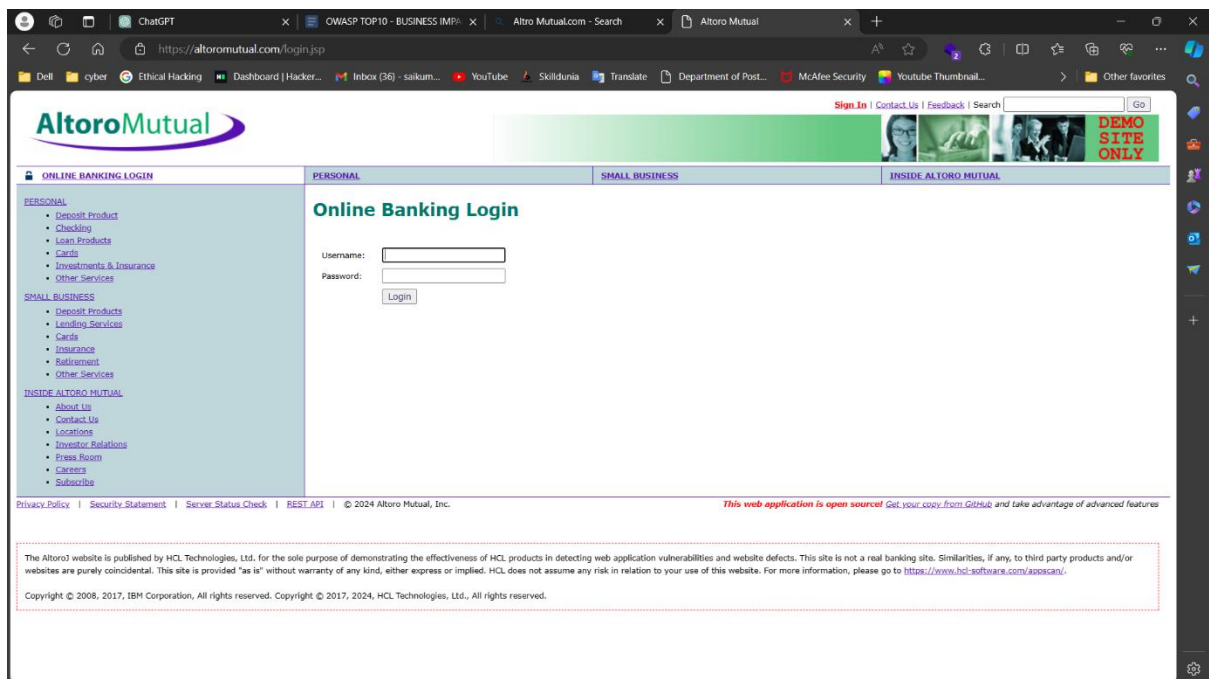 ChatGPT
OWASP TOP10 - BUSINESS IMPA
Altro Mutual.com - Search
Altoro Mutual
https://altoromutual.com/login.jsp
2
Dell
cyber
Ethical Hacking
Dashboard | Hacker...
Inbox (36) - saikum...
YouTube
Skilldunia
Translate
Department of Post...
McAfee Security
Youtube Thumbnail...
Other favorites
AltoroMutual
Sign In | Contact Us | Feedback | Search
Go
DEMO
SITE
ONLY
ONLINE BANKING LOGIN
PERSONAL
SMALL BUSINESS
INSIDE ALTORO MUTUAL
PERSONAL
• Deposit Product
• Checking
• Loan Products
• Cards
• Investments & Insurance
• Other Services
SMALL BUSINESS
• Deposit Products
• Lending Services
• Cards
• Insurance
• Retirement
• Other Services
INSIDE ALTORO MUTUAL
• About Us
• Contact Us
• Locations
• Investor Relations
• Press Room
• Careers
• Subscribe
Online Banking Login
Username:
Password:
Login
Privacy Policy | Security Statement | Server Status Check | REST API | © 2024 Altoro Mutual, Inc.
This web application is open source! Get your copy from GitHub and take advantage of advanced features
The AltoroJ website is published by HCL Technologies, Ltd. for the sole purpose of demonstrating the effectiveness of HCL products in detecting web application vulnerabilities and website defects. This site is not a real banking site. Similarities, if any, to third party products and/or
websites are purely coincidental. This site is provided "as is" without warranty of any kind, either express or implied. HCL does not assume any risk in relation to your use of this website. For more information, please go to https://www.hcl-software.com/appscan/.
Copyright © 2008, 2017, IBM Corporation, All rights reserved. Copyright © 2017, 2024, HCL Technologies, Ltd., All rights reserved.